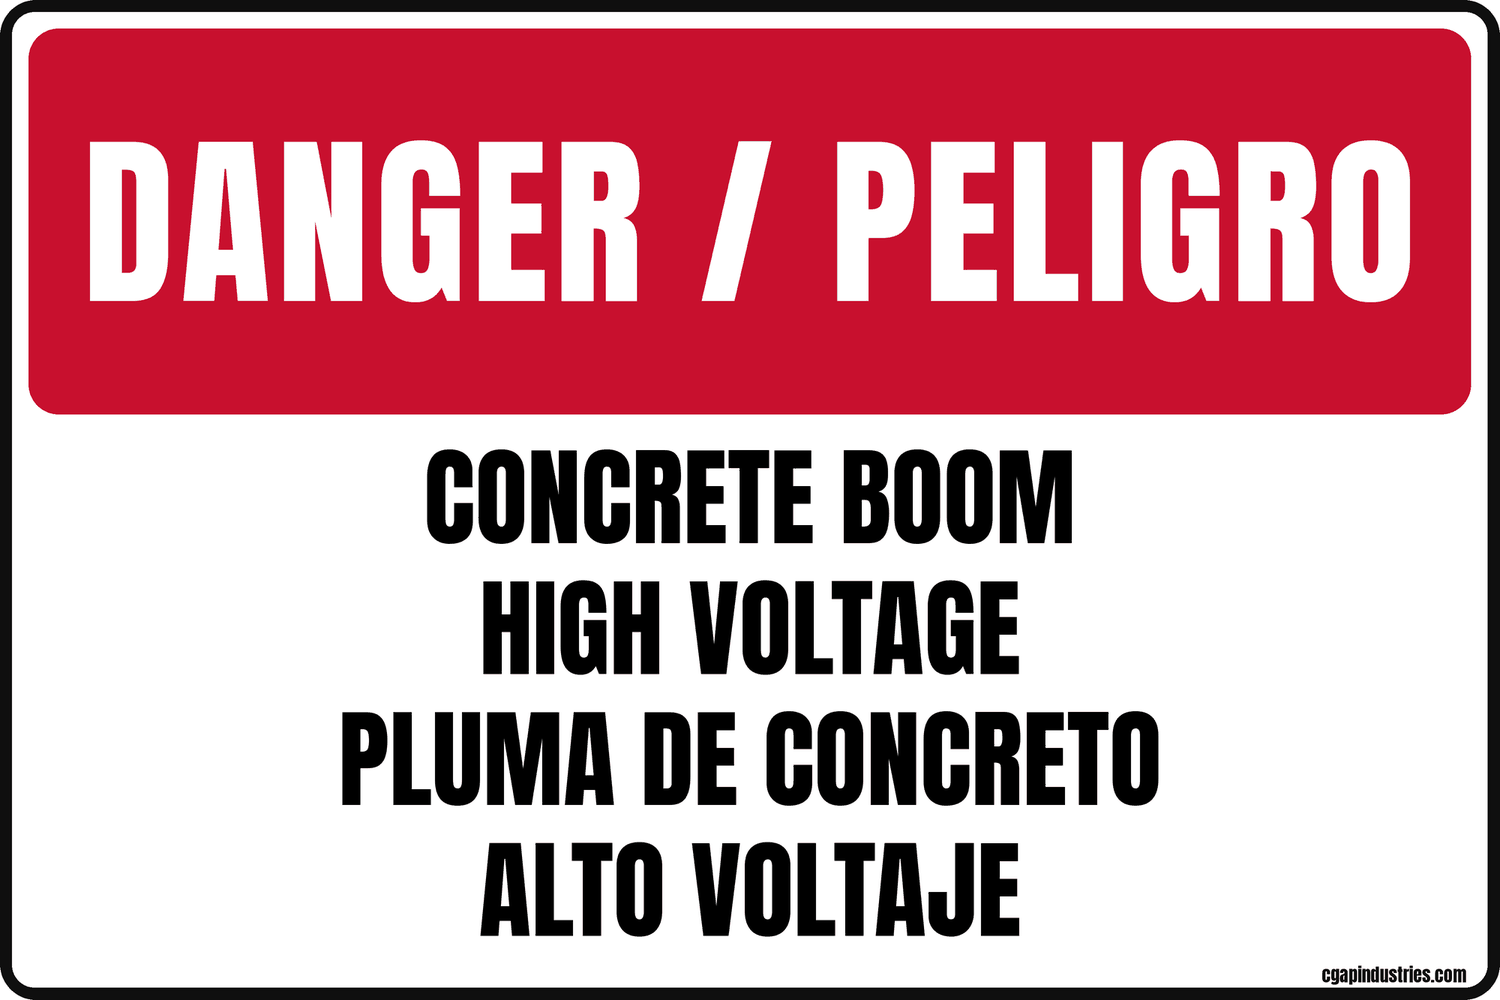 DANGER / PELIGRO
CONCRETE BOOM
HIGH VOLTAGE
PLUMA DE CONCRETO
ALTO VOLTAJE
cgapindustries.com